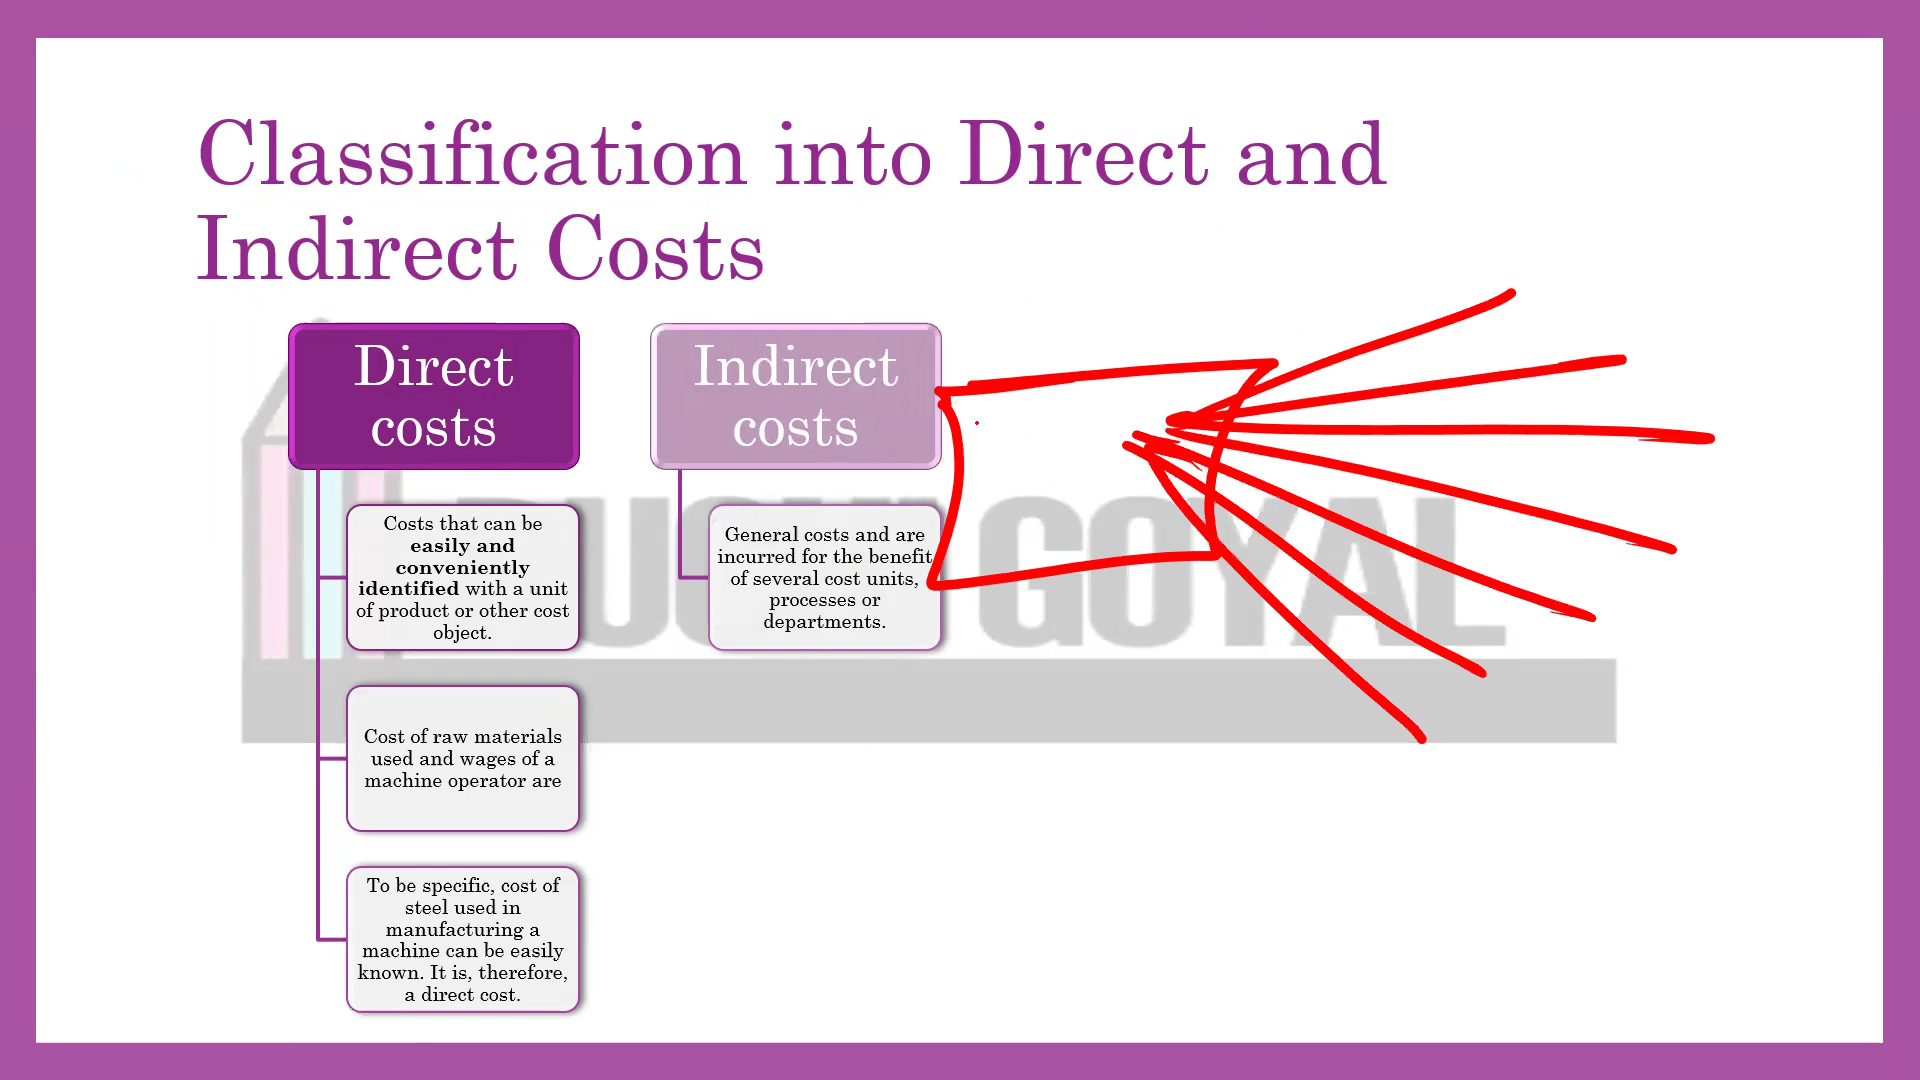 Classification into Direct and
Indirect Costs
Direct
costs
Costs that can be
easily and
conveniently
identified with a unit
of product or other cost
object.
Cost of raw materials
used and wages of a
machine operator are
To be specific, cost of
steel used in
manufacturing a
machine can be easily
known. It is, therefore,
a direct cost.
Indirect
costs
General costs and are
incurred for the benefit
of several cost units,
processes or
departments.
GOYAL